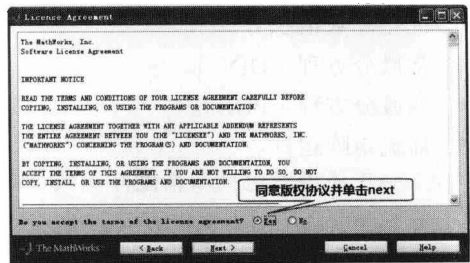 License Agreement
The MathWorks, Inc.
Software License Agreement
IMPORTANT NOTICE
READ THE TERMS AND CONDITIONS OF YOUR LICENSE AGREEMENT CAREFULLY BEFORE
COPYING, INSTALLING, OR USING THE PROGRAMS OR DOCUMENTATION.
THE LICENSE AGREEMENT TOGETHER WITH ANY APPLICABLE ADDENDUM REPRESENTS
THE ENTIRE AGREEMENT BETWEEN YOU (THE "LICENSEE") AND THE MATHWORKS, INC.
("MATHWORKS") CONCERNING THE PROGRAM(S) AND DOCUMENTATION.
BY COPYING, INSTALLING, OR USING THE PROGRAMS AND DOCUMENTATION, YOU
ACCEPT THE TERMS OF THIS AGREEMENT. IF YOU ARE NOT WILLING TO DO SO, DO NOT
COPY, INSTALL, OR USE THE PROGRAMS AND DOCUMENTATION.
同意版权协议并单击next
Do you accept the terms of the license agreement? Yes No
The MathWorks < Back Next > Cancel Help